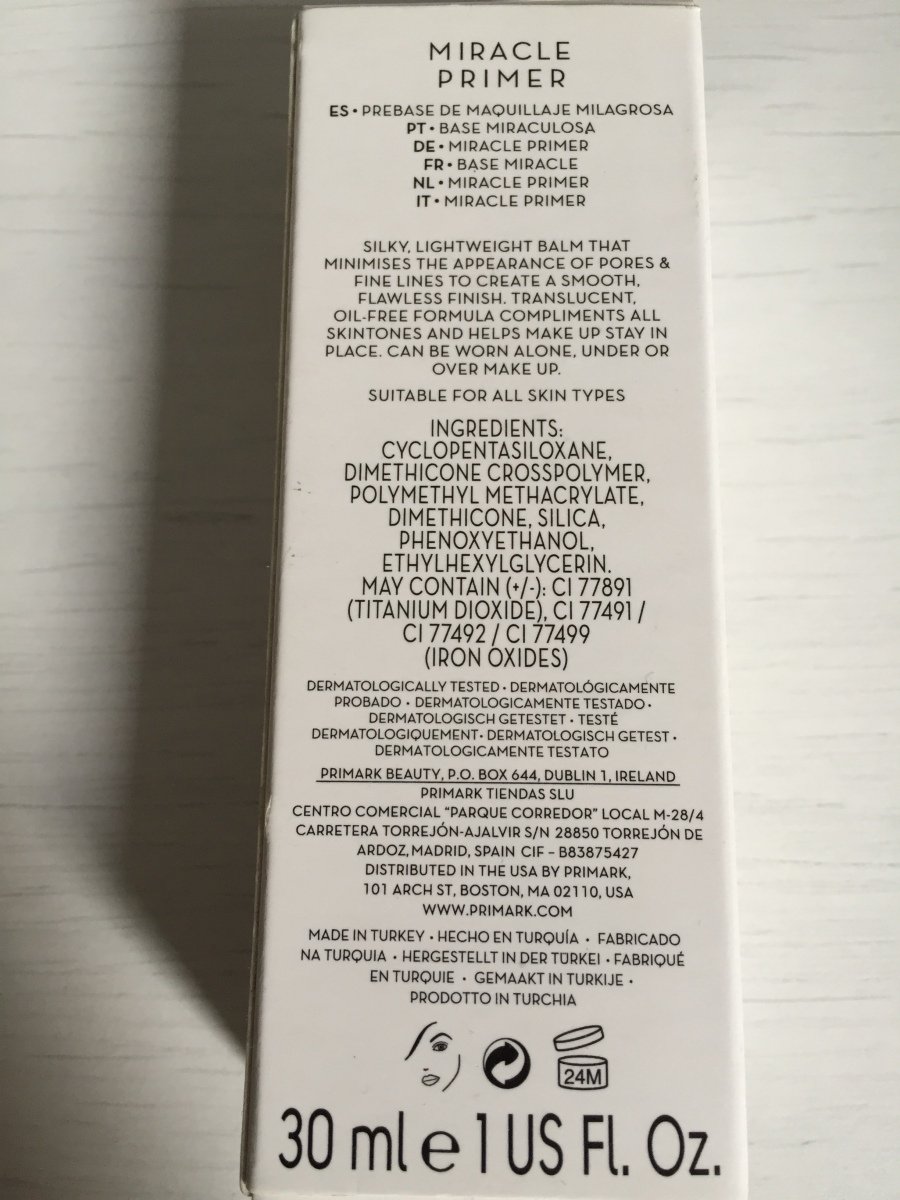 MIRACLE
PRIMER
ES • PREBASE DE MAQUILLAJE MILAGROSA
PT • BASE MIRACULOSA
DE • MIRACLE PRIMER
FR • BASE MIRACLE
NL • MIRACLE PRIMER
IT • MIRACLE PRIMER
SILKY, LIGHTWEIGHT BALM THAT
MINIMISES THE APPEARANCE OF PORES &
FINE LINES TO CREATE A SMOOTH,
FLAWLESS FINISH. TRANSLUCENT,
OIL-FREE FORMULA COMPLIMENTS ALL
SKINTONES AND HELPS MAKE UP STAY IN
PLACE. CAN BE WORN ALONE, UNDER OR
OVER MAKE UP.
SUITABLE FOR ALL SKIN TYPES
INGREDIENTS:
CYCLOPENTASILOXANE,
DIMETHICONE CROSSPOLYMER,
POLYMETHYL METHACRYLATE,
DIMETHICONE, SILICA,
PHENOXYETHANOL,
ETHYLHEXYLGLYCERIN.
MAY CONTAIN (+/-): CI 77891
(TITANIUM DIOXIDE), CI 77491 /
CI 77492 / CI 77499
(IRON OXIDES)
DERMATOLOGICALLY TESTED • DERMATOLÓGICAMENTE
PROBADO • DERMATOLOGICAMENTE TESTADO •
DERMATOLOGISCH GETESTET • TESTÉ
DERMATOLOGIQUEMENT • DERMATOLOGISCH GETEST •
DERMATOLOGICAMENTE TESTATO
PRIMARK BEAUTY, P.O. BOX 644, DUBLIN 1, IRELAND
PRIMARK TIENDAS SLU
CENTRO COMERCIAL "PARQUE CORREDOR" LOCAL M-28/4
CARRETERA TORREJÓN-AJALVIR S/N 28850 TORREJÓN DE
ARDOZ, MADRID, SPAIN CIF – B83875427
DISTRIBUTED IN THE USA BY PRIMARK,
101 ARCH ST, BOSTON, MA 02110, USA
WWW.PRIMARK.COM
MADE IN TURKEY • HECHO EN TURQUÍA • FABRICADO
NA TURQUIA • HERGESTELLT IN DER TÜRKEI • FABRIQUÉ
EN TURQUIE • GEMAAKT IN TURKIJE •
PRODOTTO IN TURCHIA
24M
30 ml e 1 US Fl. Oz.